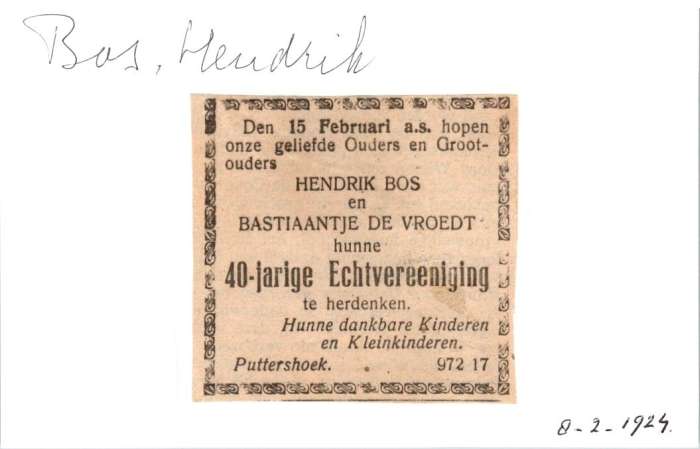 Bos, Hendrik
Den 15 Februari a.s. hopen
onze geliefde Ouders en Groot-
ouders
HENDRIK BOS
en
BASTIAANTJE DE VROEDT
hunne
40-jarige Echtvereeniging
te herdenken.
Hunne dankbare Kinderen
en Kleinkinderen.
Puttershoek. 972 17
8-2-1924.